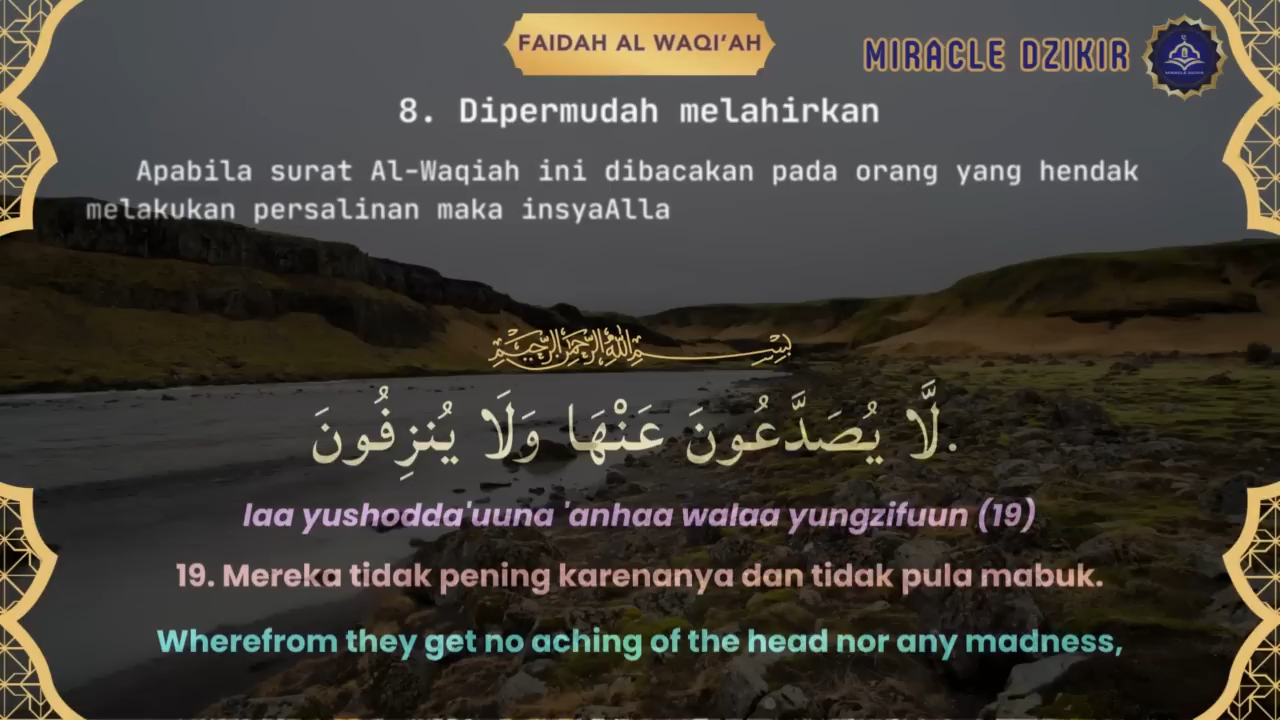 FAIDAH AL WAQI'AH
MIRACLE DZIKIR
8. Dipermudah melahirkan
Apabila surat Al-Waqiah ini dibacakan pada orang yang hendak
melakukan persalinan maka insyaAlla
بِسْمِ اللهِ الرَّحْمٰنِ الرَّحِيْمِ
لَّا يُصَدَّعُونَ عَنْهَا وَلَا يُنزِفُونَ.
laa yushodda'uuna 'anhaa walaa yungzifuun (19)
19. Mereka tidak pening karenanya dan tidak pula mabuk.
Wherefrom they get no aching of the head nor any madness,